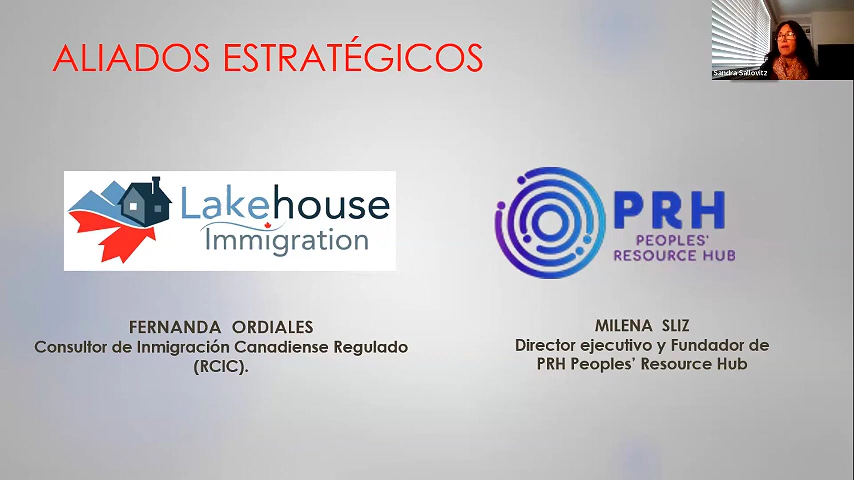 ALIADOS ESTRATÉGICOS
Sandra Sallovitz
Lakehouse
Immigration
PRH
PEOPLES'
RESOURCE HUB
FERNANDA ORDIALES
Consultor de Inmigración Canadiense Regulado
(RCIC).
MILENA SLIZ
Director ejecutivo y Fundador de
PRH Peoples' Resource Hub